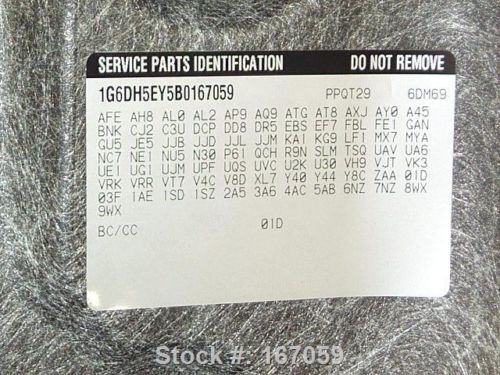 SERVICE PARTS IDENTIFICATION DO NOT REMOVE
1G6DH5EY5B0167059 PPQT29 6DM69
AFE AH8 AL0 AL2 AP9 AQ9 ATG AT8 AXJ AY0 A45
BNK CJ2 C3U DCP DD8 DR5 EBS EF7 FBL FE1 GAN
GU5 JE5 JJB JJD JJL JJM KA1 KG9 LF1 MX7 MYA
NC7 NE1 NU5 N30 P61 QCH R9N SLM TSQ UAV UA6
UE1 UG1 UJM UPF UQS UVC U2K U30 VH9 VJT VK3
VRK VRR VT7 V4C V8D XL7 Y40 Y44 Y8C ZAA 01D
03F 1AE 1SD 1SZ 2A5 3A6 4AC 5AB 6NZ 7NZ 8WX
9WX
BC/CC 01D
Stock #: 167059